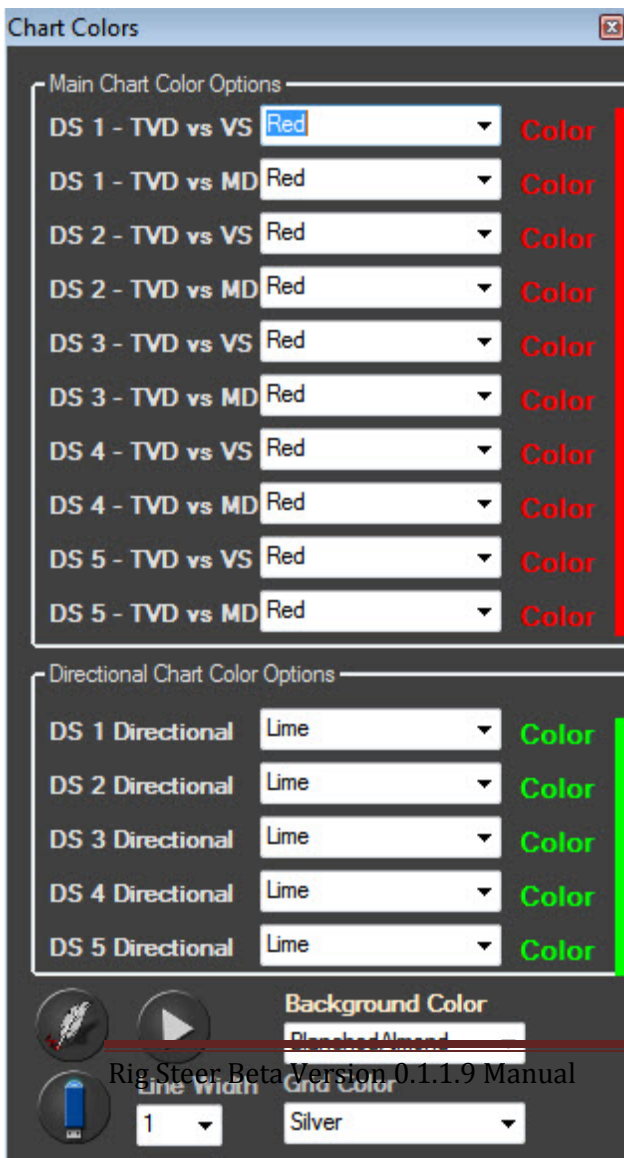 Chart Colors
Main Chart Color Options
DS 1 - TVD vs VS Red Color
DS 1 - TVD vs MD Red Color
DS 2 - TVD vs VS Red Color
DS 2 - TVD vs MD Red Color
DS 3 - TVD vs VS Red Color
DS 3 - TVD vs MD Red Color
DS 4 - TVD vs VS Red Color
DS 4 - TVD vs MD Red Color
DS 5 - TVD vs VS Red Color
DS 5 - TVD vs MD Red Color
Directional Chart Color Options
DS 1 Directional Lime Color
DS 2 Directional Lime Color
DS 3 Directional Lime Color
DS 4 Directional Lime Color
DS 5 Directional Lime Color
Background Color
BlanchedAlmond
Rig Steer Beta Version 0.1.1.9 Manual
Line Width Grid Color
1 Silver